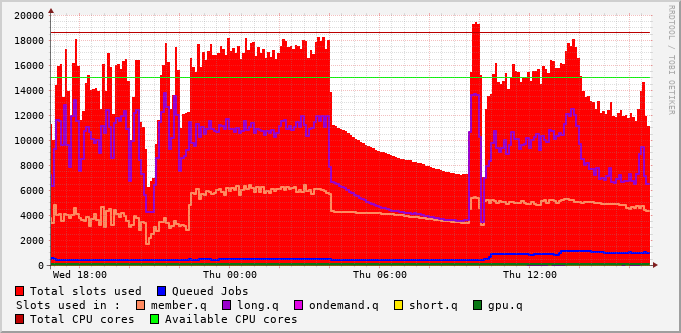 20000
18000
16000
14000
12000
10000
8000
6000
4000
2000
0
Wed 18:00 Thu 00:00 Thu 06:00 Thu 12:00
RRDTOOL / TOBI OETIKER
Total slots used Queued Jobs
Slots used in : member.q long.q ondemand.q short.q gpu.q
Total CPU cores Available CPU cores